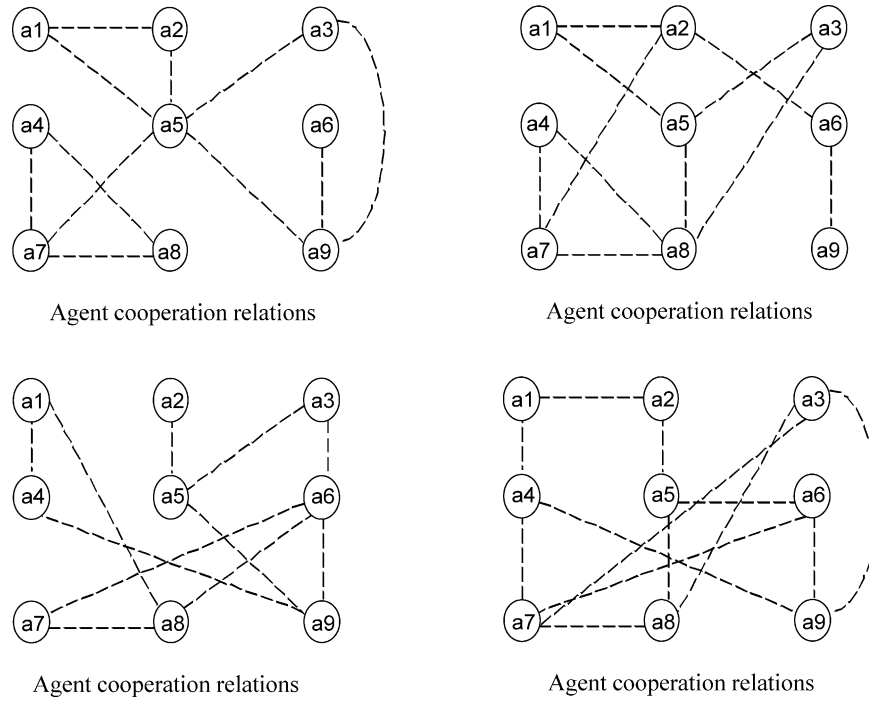 a1 a2 a3 a1 a2 a3
a4 a5 a6 a4 a5 a6
a7 a8 a9 a7 a8 a9
Agent cooperation relations Agent cooperation relations
a1 a2 a3 a1 a2 a3
a4 a5 a6 a4 a5 a6
a7 a8 a9 a7 a8 a9
Agent cooperation relations Agent cooperation relations